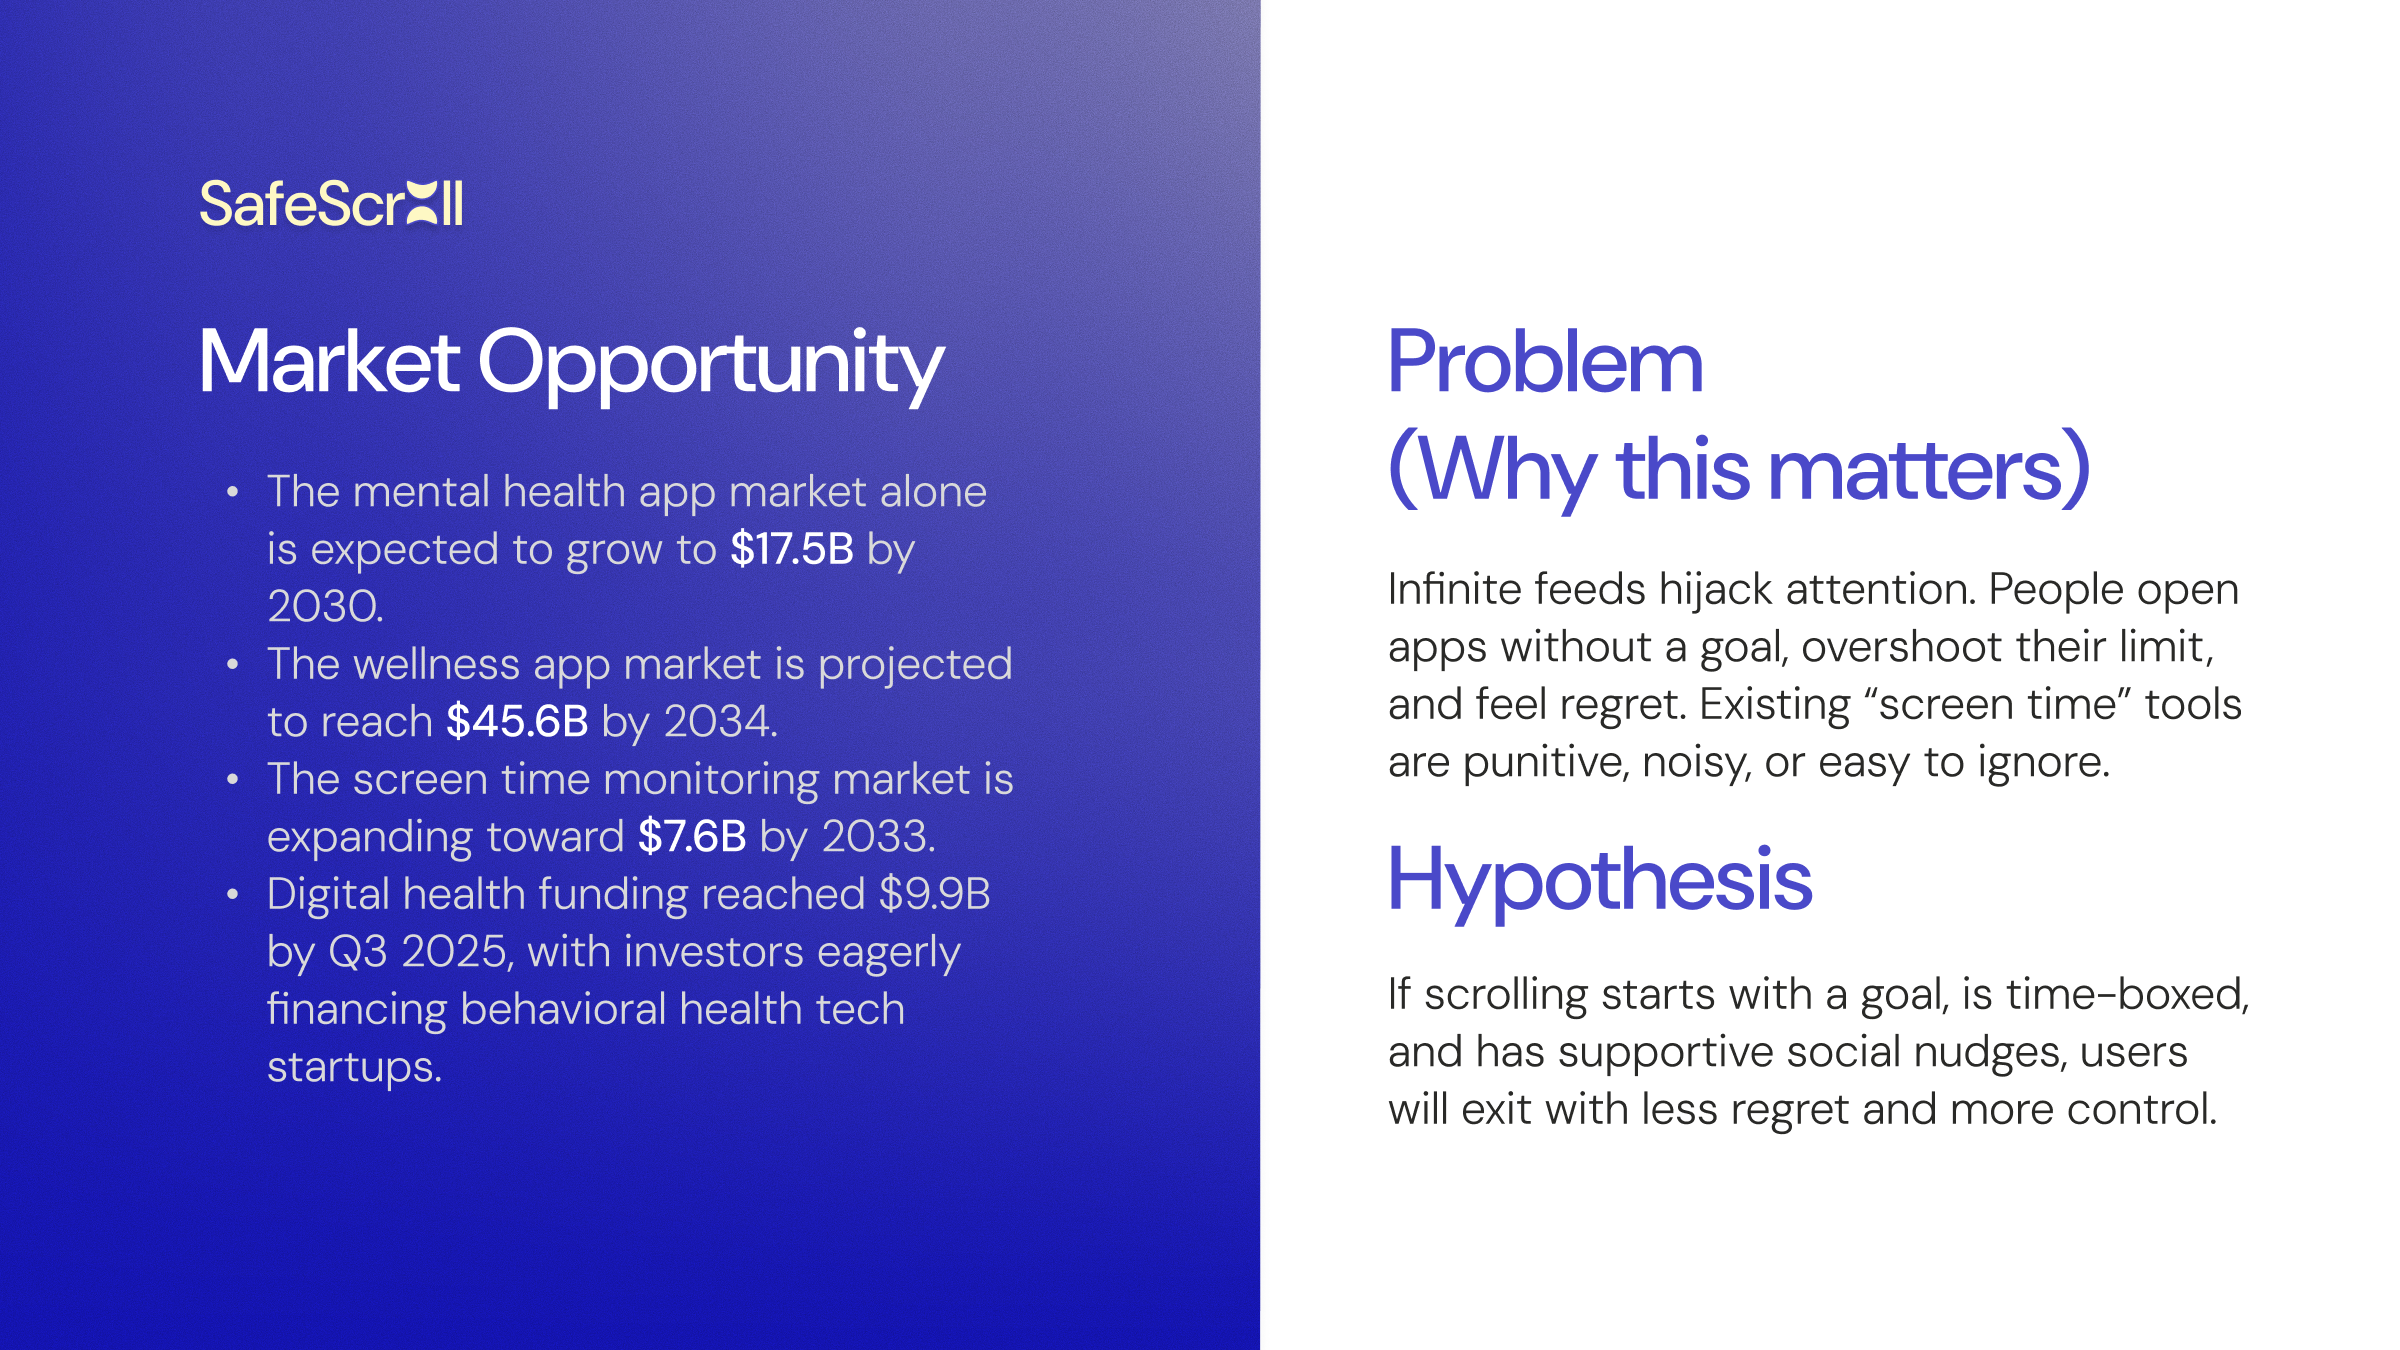 SafeScroll
Market Opportunity
• The mental health app market alone
is expected to grow to $17.5B by
2030.
• The wellness app market is projected
to reach $45.6B by 2034.
• The screen time monitoring market is
expanding toward $7.6B by 2033.
• Digital health funding reached $9.9B
by Q3 2025, with investors eagerly
financing behavioral health tech
startups.
Problem
(Why this matters)
Infinite feeds hijack attention. People open
apps without a goal, overshoot their limit,
and feel regret. Existing “screen time” tools
are punitive, noisy, or easy to ignore.
Hypothesis
If scrolling starts with a goal, is time-boxed,
and has supportive social nudges, users
will exit with less regret and more control.